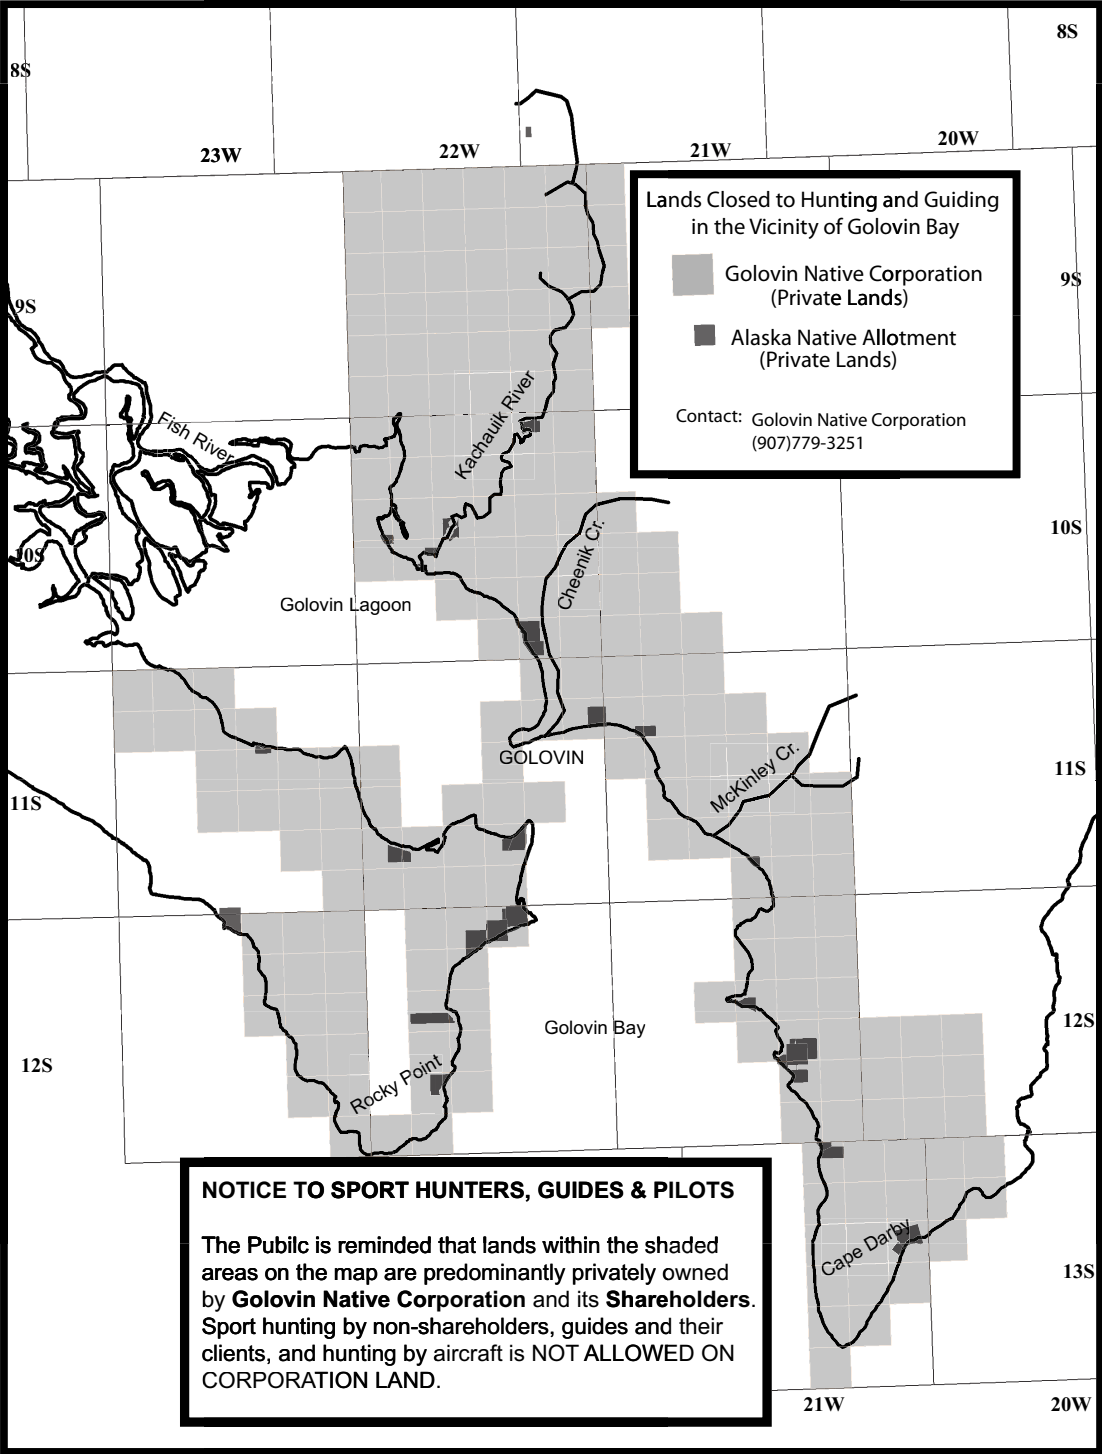 8S
8S
23W
22W
21W
20W
Lands Closed to Hunting and Guiding
in the Vicinity of Golovin Bay
Golovin Native Corporation
(Private Lands)
Alaska Native Allotment
(Private Lands)
Contact: Golovin Native Corporation
(907)779-3251
9S
9S
Fish River
Kachauik River
10S
10S
Cheenik Cr.
Golovin Lagoon
GOLOVIN
McKinley Cr.
11S
11S
Golovin Bay
12S
12S
Rocky Point
NOTICE TO SPORT HUNTERS, GUIDES & PILOTS
The Pubilc is reminded that lands within the shaded
areas on the map are predominantly privately owned
by Golovin Native Corporation and its Shareholders.
Sport hunting by non-shareholders, guides and their
clients, and hunting by aircraft is NOT ALLOWED ON
CORPORATION LAND.
Cape Darby
13S
21W
20W